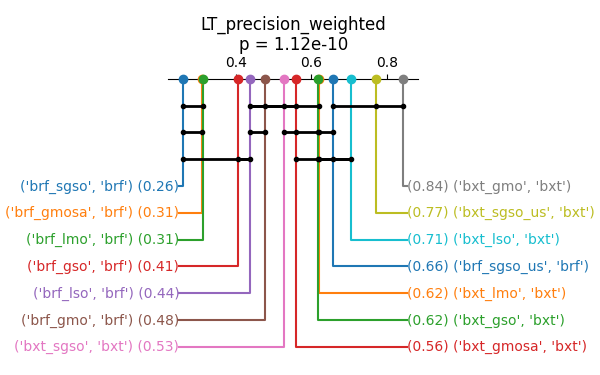 LT_precision_weighted
p = 1.12e-10
0.4 0.6 0.8
('brf_sgso', 'brf') (0.26) (0.84) ('bxt_gmo', 'bxt')
('brf_gmosa', 'brf') (0.31) (0.77) ('bxt_sgso_us', 'bxt')
('brf_lmo', 'brf') (0.31) (0.71) ('bxt_lso', 'bxt')
('brf_gso', 'brf') (0.41) (0.66) ('brf_sgso_us', 'brf')
('brf_lso', 'brf') (0.44) (0.62) ('bxt_lmo', 'bxt')
('brf_gmo', 'brf') (0.48) (0.62) ('bxt_gso', 'bxt')
('bxt_sgso', 'bxt') (0.53) (0.56) ('bxt_gmosa', 'bxt')